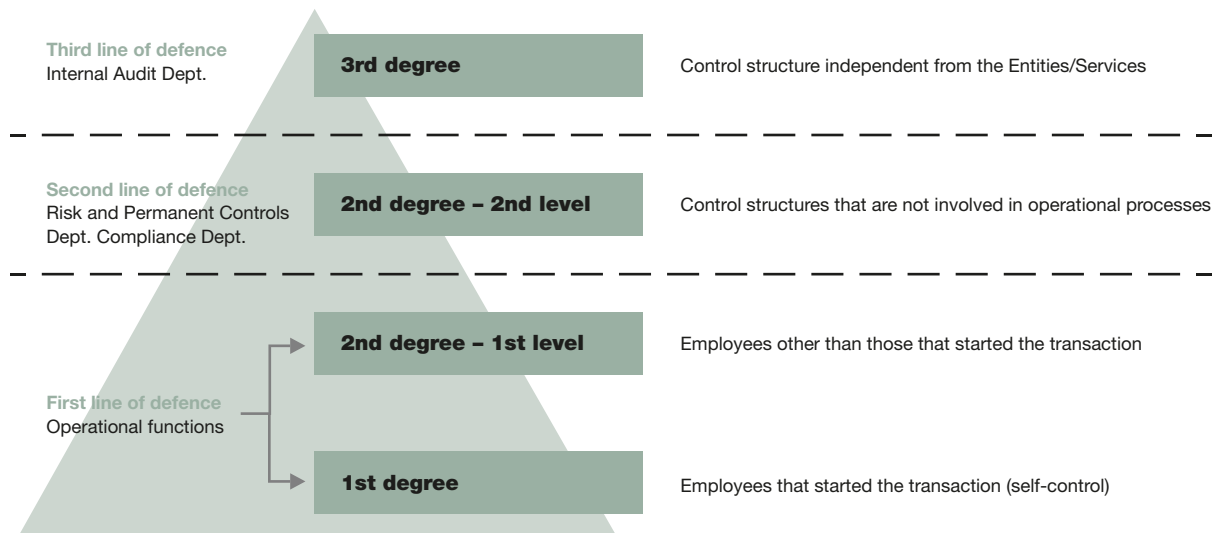 Third line of defence
Internal Audit Dept.
3rd degree
Control structure independent from the Entities/Services
Second line of defence
Risk and Permanent Controls
Dept. Compliance Dept.
2nd degree – 2nd level
Control structures that are not involved in operational processes
2nd degree – 1st level
Employees other than those that started the transaction
First line of defence
Operational functions
1st degree
Employees that started the transaction (self-control)